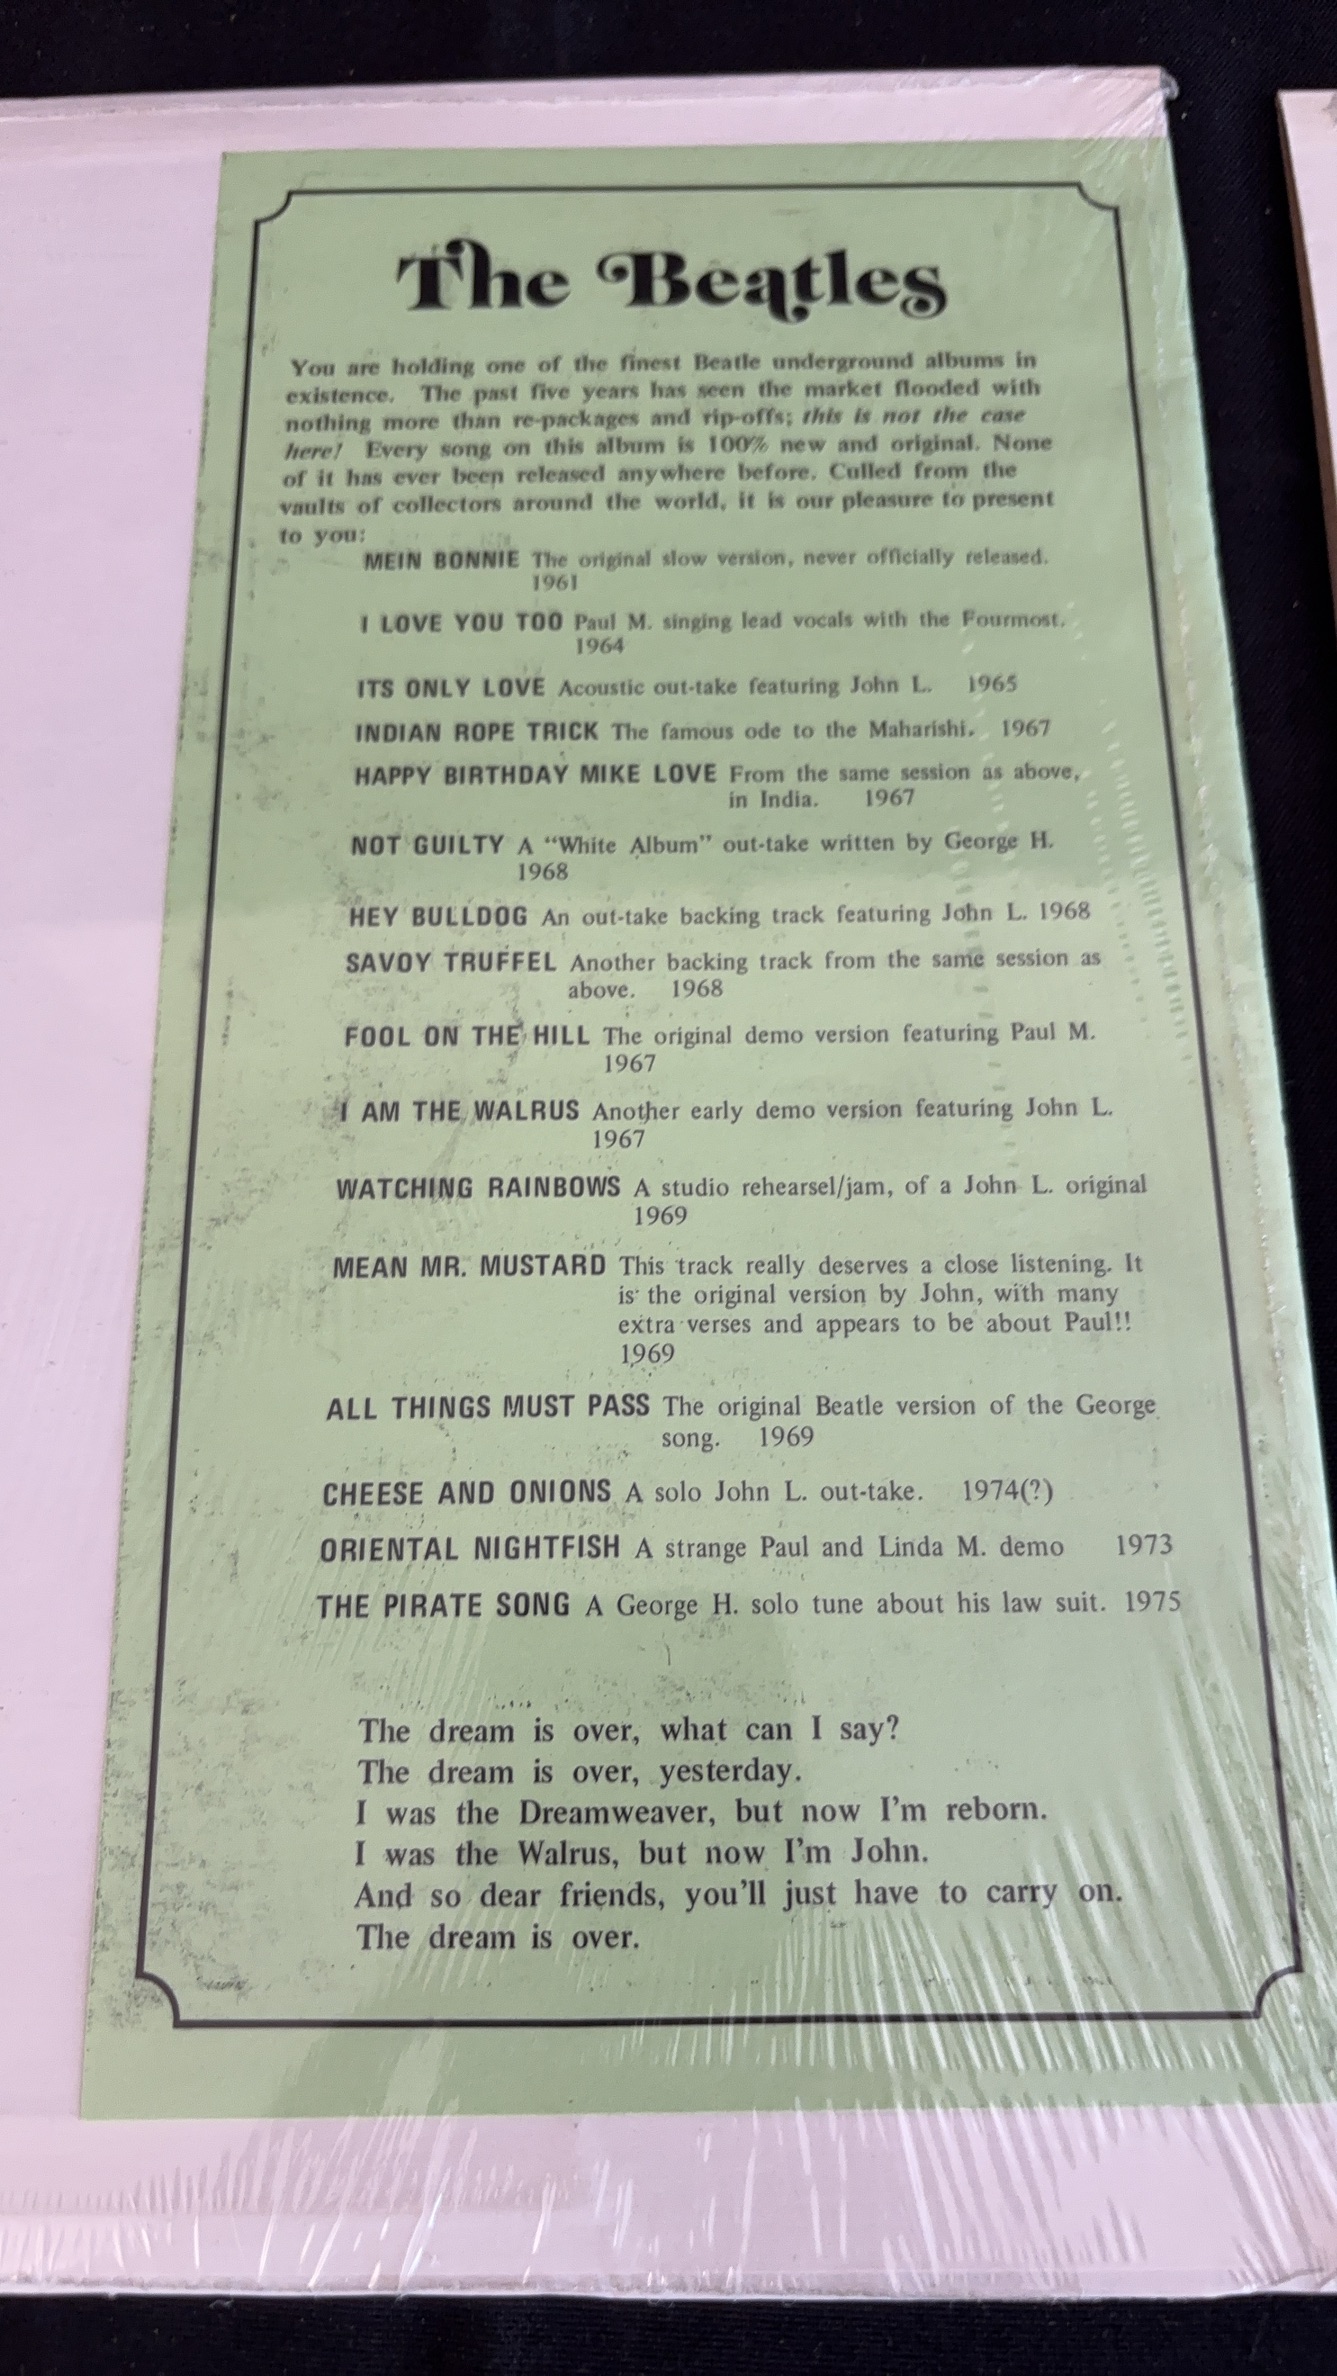 The Beatles
You are holding one of the finest Beatle underground albums in
existence. The past five years has seen the market flooded with
nothing more than re-packages and rip-offs; this is not the case
here! Every song on this album is 100% new and original. None
of it has ever been released anywhere before. Culled from the
vaults of collectors around the world, it is our pleasure to present
to you:
MEIN BONNIE The original slow version, never officially released.
1961
I LOVE YOU TOO Paul M. singing lead vocals with the Fourmost.
1964
ITS ONLY LOVE Acoustic out-take featuring John L. 1965
INDIAN ROPE TRICK The famous ode to the Maharishi. 1967
HAPPY BIRTHDAY MIKE LOVE From the same session as above,
in India. 1967
NOT GUILTY A “White Album” out-take written by George H.
1968
HEY BULLDOG An out-take backing track featuring John L. 1968
SAVOY TRUFFEL Another backing track from the same session as
above. 1968
FOOL ON THE HILL The original demo version featuring Paul M.
1967
I AM THE WALRUS Another early demo version featuring John L.
1967
WATCHING RAINBOWS A studio rehearsel/jam, of a John L. original
1969
MEAN MR. MUSTARD This track really deserves a close listening. It
is the original version by John, with many
extra verses and appears to be about Paul!!
1969
ALL THINGS MUST PASS The original Beatle version of the George
song. 1969
CHEESE AND ONIONS A solo John L. out-take. 1974(?)
ORIENTAL NIGHTFISH A strange Paul and Linda M. demo 1973
THE PIRATE SONG A George H. solo tune about his law suit. 1975
The dream is over, what can I say?
The dream is over, yesterday.
I was the Dreamweaver, but now I'm reborn.
I was the Walrus, but now I'm John.
And so dear friends, you'll just have to carry on.
The dream is over.